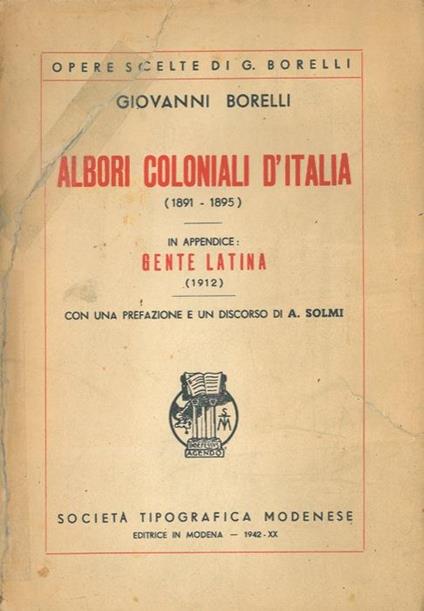 OPERE SCELTE DI G. BORELLI
GIOVANNI BORELLI
ALBORI COLONIALI D'ITALIA
(1891 - 1895)
IN APPENDICE:
GENTE LATINA
(1912)
CON UNA PREFAZIONE E UN DISCORSO DI A. SOLMI
AGENDO
SOCIETÀ TIPOGRAFICA MODENESE
EDITRICE IN MODENA — 1942-XX